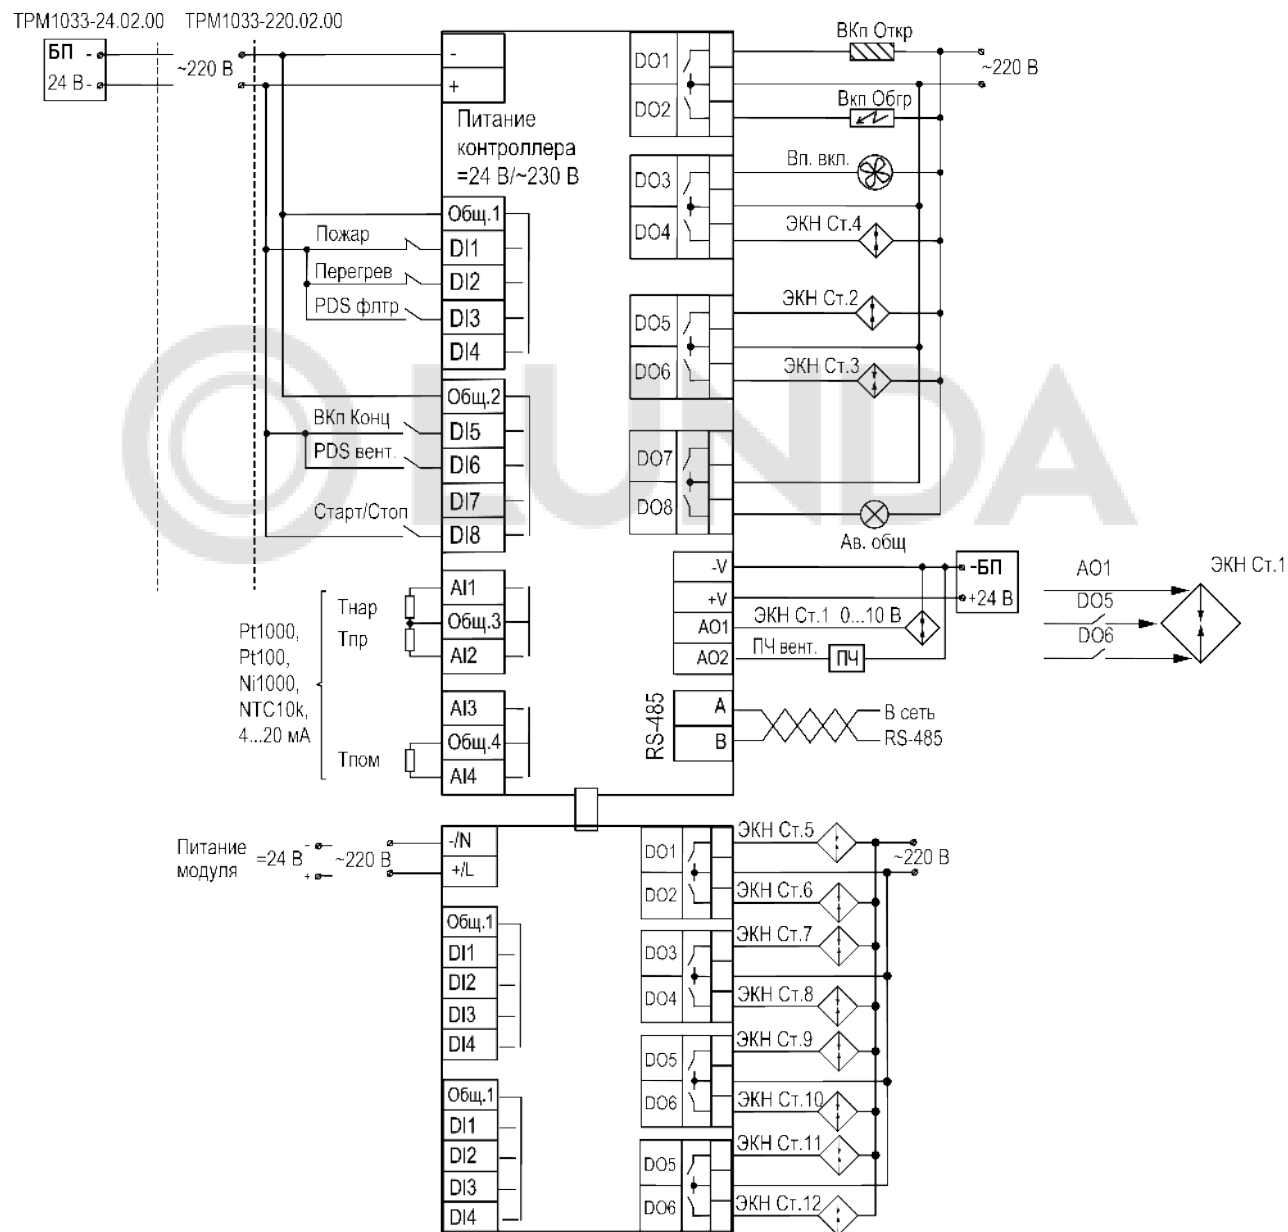 ТРМ1033-24.02.00
ТРМ1033-220.02.00
БП -
24 В-
~220 В
-
+
Питание
контроллера
=24 В/~230 В
Общ.1
Пожар
DI1
Перегрев
DI2
PDS флтр
DI3
DI4
Общ.2
ВКп Конц
DI5
PDS вент.
DI6
DI7
Старт/Стоп
DI8
AI1
Тнар
Общ.3
Тпр
AI2
Pt1000,
Pt100,
Ni1000,
NTC10k,
4...20 мА
AI3
Общ.4
Тпом
AI4
DO1
ВКп Откр
~220 В
DO2
Вкп Обгр
DO3
Вп. вкл.
DO4
ЭКН Ст.4
DO5
ЭКН Ст.2
DO6
ЭКН Ст.3
DO7
DO8
Ав. общ
EUNDA
-V
-БП
+V
+24 В
AO1
ЭКН Ст.1 0...10 В
AO2
ПЧ вент.
ПЧ
AO1
ЭКН Ст.1
DO5
DO6
RS-485
A
B
В сеть
RS-485
Питание
модуля
=24 В
-
+
~220 В
-/N
+/L
Общ.1
DI1
DI2
DI3
DI4
Общ.1
DI1
DI2
DI3
DI4
DO1
ЭКН Ст.5
~220 В
DO2
ЭКН Ст.6
DO3
ЭКН Ст.7
DO4
ЭКН Ст.8
DO5
ЭКН Ст.9
DO6
ЭКН Ст.10
DO5
ЭКН Ст.11
DO6
ЭКН Ст.12